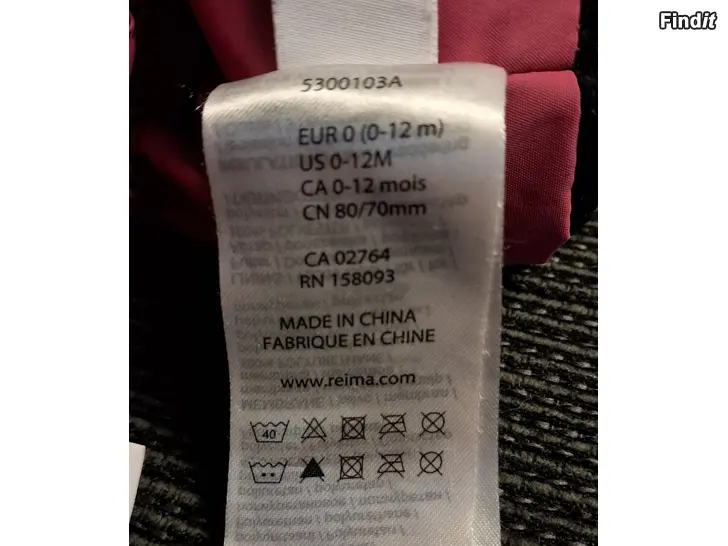 Findit
5300103A
EUR 0 (0-12 m)
US 0-12M
CA 0-12 mois
CN 80/70mm
CA 02764
RN 158093
MADE IN CHINA
FABRIQUE EN CHINE
www.reima.com
40